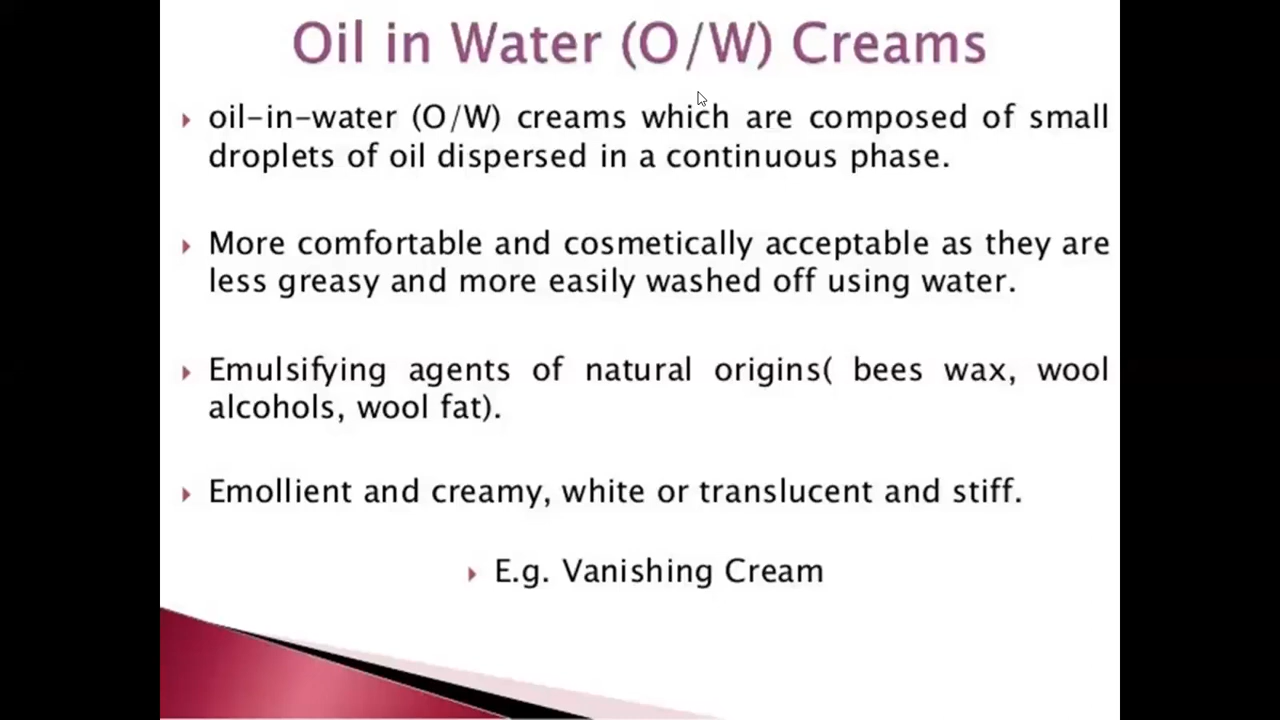 Oil in Water (O/W) Creams
oil-in-water (O/W) creams which are composed of small
droplets of oil dispersed in a continuous phase.
More comfortable and cosmetically acceptable as they are
less greasy and more easily washed off using water.
Emulsifying agents of natural origins( bees wax, wool
alcohols, wool fat).
Emollient and creamy, white or translucent and stiff.
E.g. Vanishing Cream